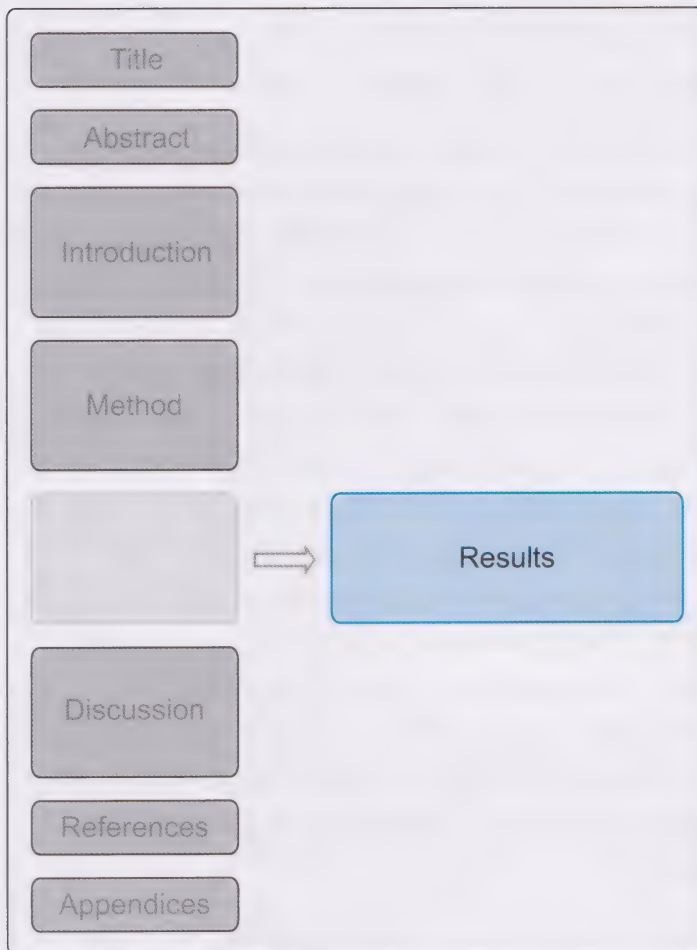 Title
Abstract
Introduction
Method
Results
Discussion
References
Appendices